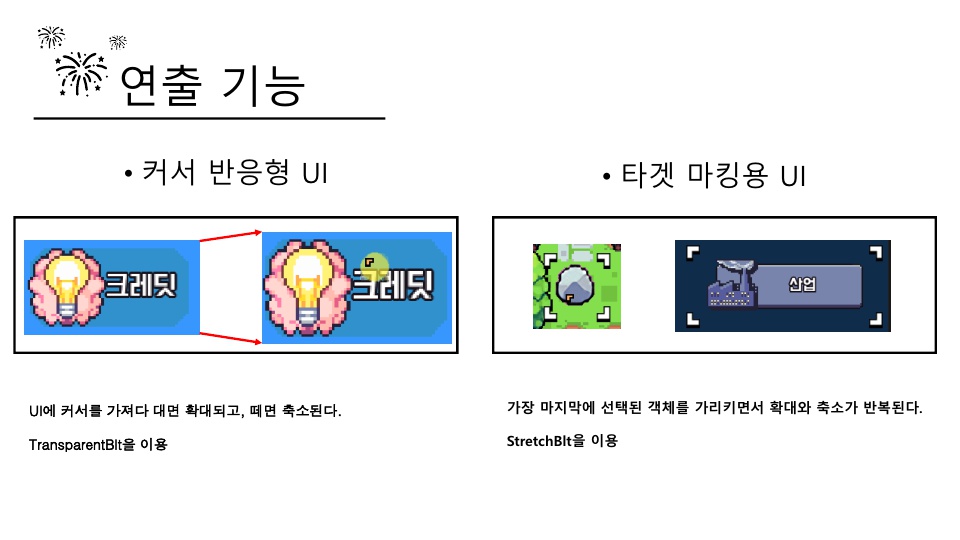 연출 기능
• 커서 반응형 UI
• 타겟 마킹용 UI
크레딧
크레딧
산업
UI에 커서를 가져다 대면 확대되고, 떼면 축소된다.
TransparentBlt을 이용
가장 마지막에 선택된 객체를 가리키면서 확대와 축소가 반복된다.
StretchBlt을 이용